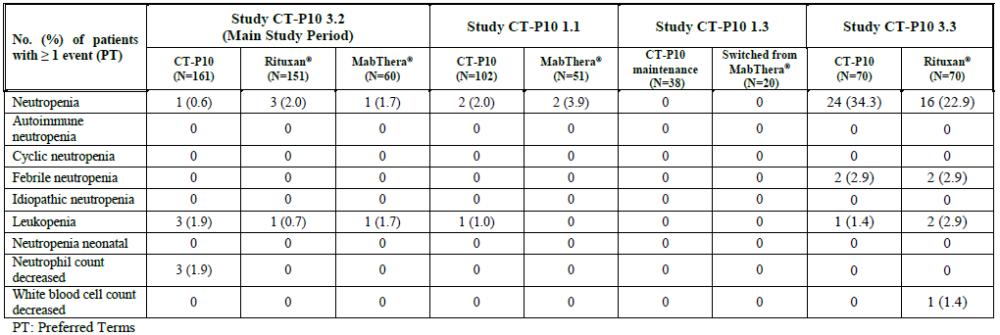 No. (%) of patients with ≥ 1 event (PT) | Study CT-P10 3.2 (Main Study Period) | Study CT-P10 1.1 | Study CT-P10 1.3 | Study CT-P10 3.3
CT-P10 (N=161) | Rituxan® (N=151) | MabThera® (N=60) | CT-P10 (N=102) | MabThera® (N=51) | CT-P10 maintenance (N=38) | Switched from MabThera® (N=20) | CT-P10 (N=70) | Rituxan® (N=70)
Neutropenia | 1 (0.6) | 3 (2.0) | 1 (1.7) | 2 (2.0) | 2 (3.9) | 0 | 0 | 24 (34.3) | 16 (22.9)
Autoimmune neutropenia | 0 | 0 | 0 | 0 | 0 | 0 | 0 | 0 | 0
Cyclic neutropenia | 0 | 0 | 0 | 0 | 0 | 0 | 0 | 0 | 0
Febrile neutropenia | 0 | 0 | 0 | 0 | 0 | 0 | 0 | 2 (2.9) | 2 (2.9)
Idiopathic neutropenia | 0 | 0 | 0 | 0 | 0 | 0 | 0 | 0 | 0
Leukopenia | 3 (1.9) | 1 (0.7) | 1 (1.7) | 1 (1.0) | 0 | 0 | 0 | 1 (1.4) | 2 (2.9)
Neutropenia neonatal | 0 | 0 | 0 | 0 | 0 | 0 | 0 | 0 | 0
Neutrophil count decreased | 3 (1.9) | 0 | 0 | 0 | 0 | 0 | 0 | 0 | 0
White blood cell count decreased | 0 | 0 | 0 | 0 | 0 | 0 | 0 | 0 | 1 (1.4)
PT: Preferred Terms